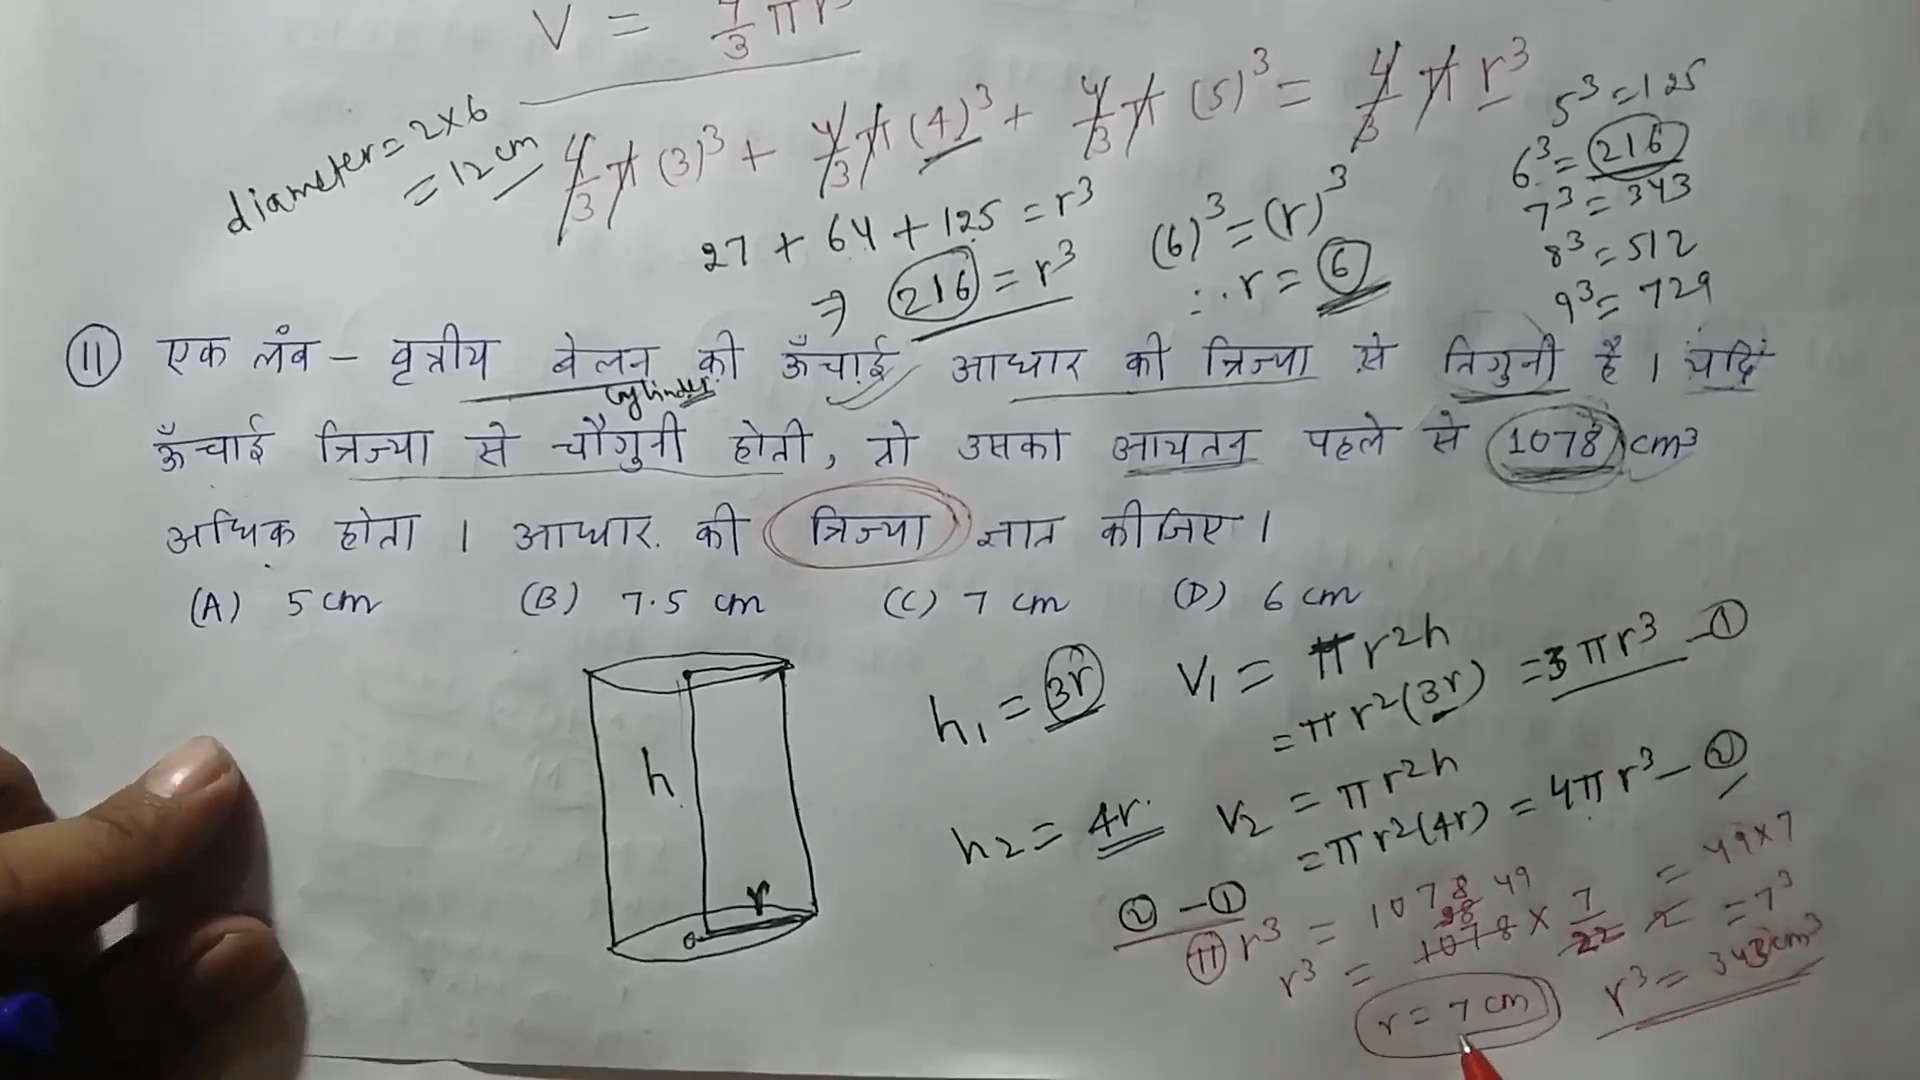 V = 4/3 πr³
diameter = 2×6
= 12 cm
4/3 π (3)³ + 4/3 π (4)³ + 4/3 π (5)³ = 4/3 π r³
27 + 64 + 125 = r³
⇒ 216 = r³
(6)³ = (r)³
∴ r = 6
5³ = 125
6³ = 216
7³ = 343
8³ = 512
9³ = 729
11 एक लंब - वृत्तीय बेलन की ऊँचाई आधार की त्रिज्या से तिगुनी है । यदि
cylinder
ऊँचाई त्रिज्या से चौगुनी होती, तो उसका आयतन पहले से 1078 cm³
अधिक होता । आधार की त्रिज्या ज्ञात कीजिए ।
(A) 5 cm (B) 7.5 cm (C) 7 cm (D) 6 cm
h
r
h₁ = 3r
V₁ = πr²h
= πr²(3r) = 3πr³ - 1
h₂ = 4r
V₂ = πr²h
= πr²(4r) = 4πr³ - 2
2 - 1
πr³ = 1078
98 49
r³ = 1078 × 7/22 2
= 49×7
= 7³
r³ = 343cm³
r = 7 cm